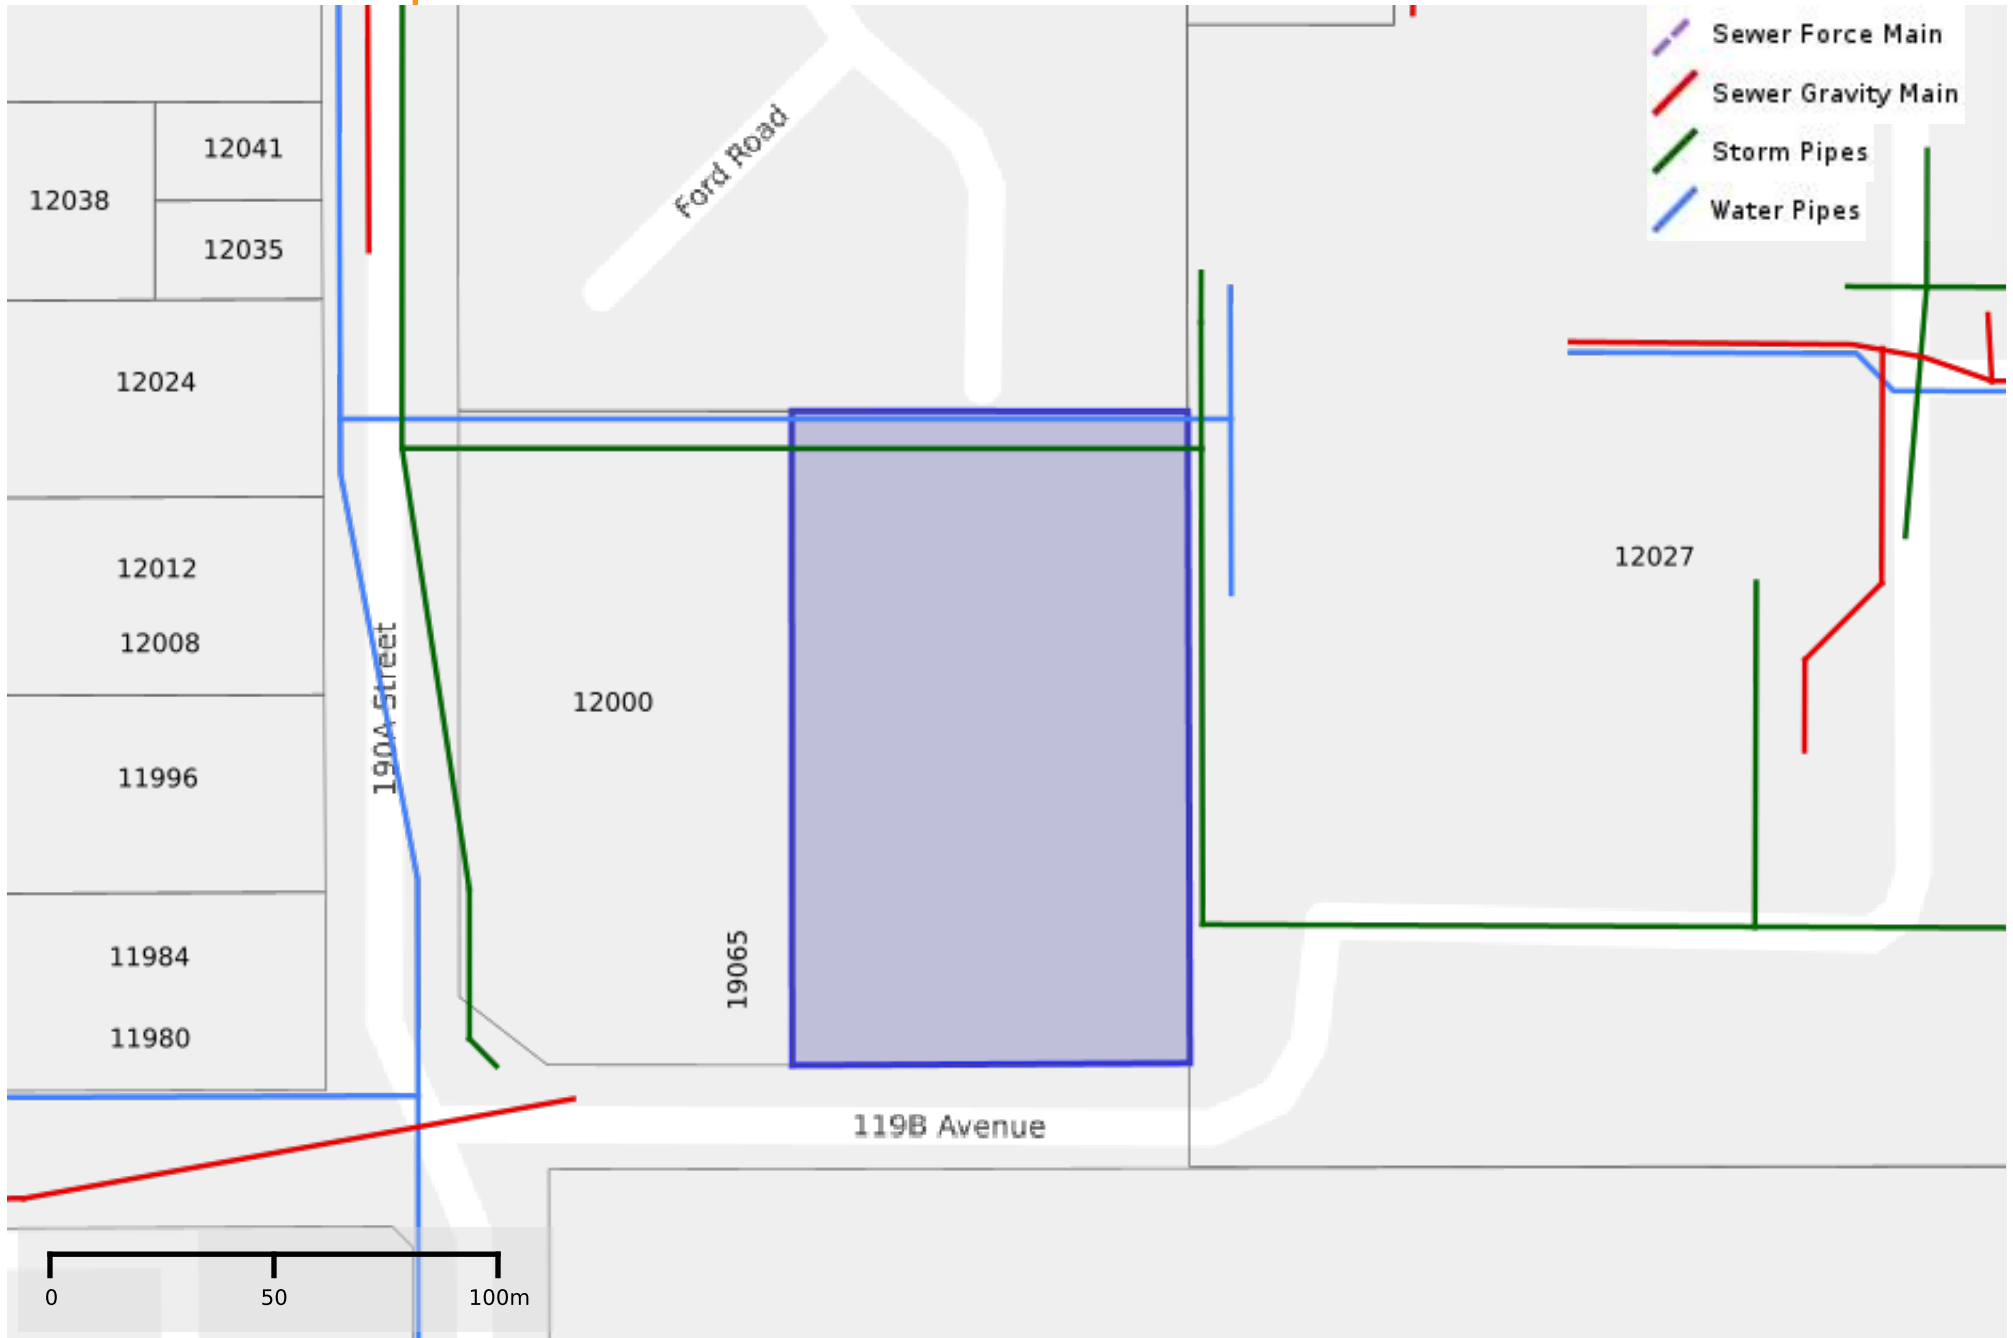 Sewer Force Main
Sewer Gravity Main
Storm Pipes
Water Pipes
12041
12038
12035
Ford Road
12024
12012
12027
12008
190A Street
12000
11996
11984
19065
11980
119B Avenue
0 50 100m